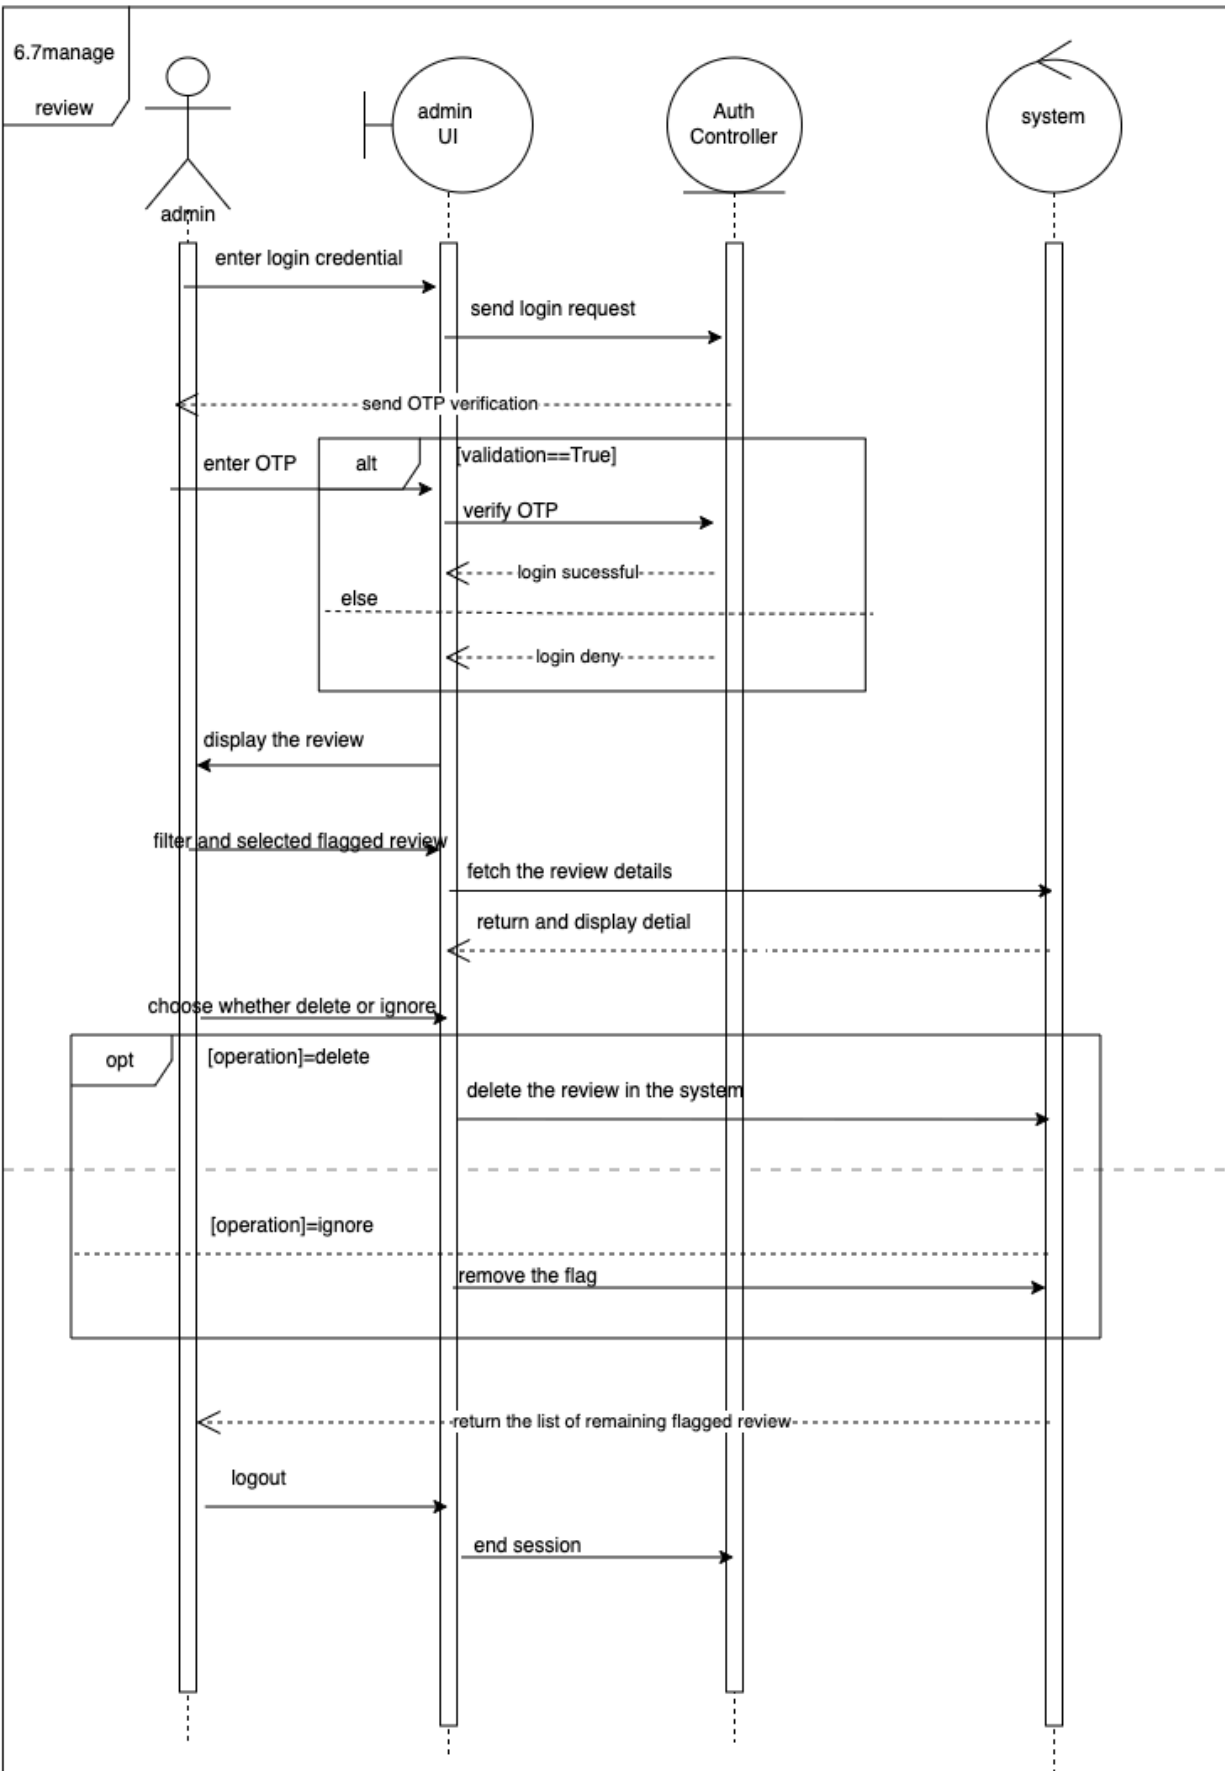 6.7manage
review
admin
admin
UI
Auth
Controller
system
enter login credential
send login request
send OTP verification
enter OTP
alt
[validation==True]
verify OTP
login sucessful
else
login deny
display the review
filter and selected flagged review
fetch the review details
return and display detial
choose whether delete or ignore
opt
[operation]=delete
delete the review in the system
[operation]=ignore
remove the flag
return the list of remaining flagged review
logout
end session